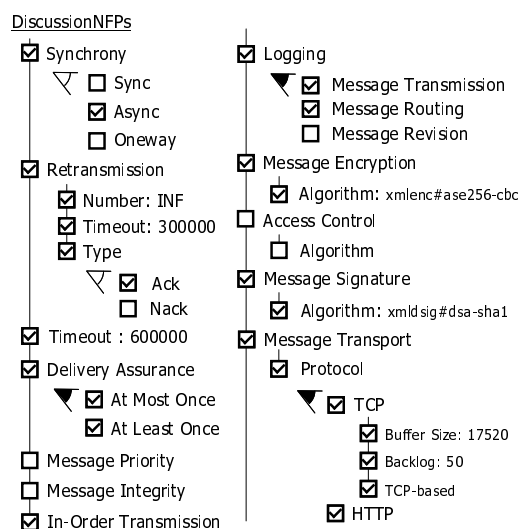 DiscussionNFPs
Synchrony
Sync
Async
Oneway
Retransmission
Number: INF
Timeout: 300000
Type
Ack
Nack
Timeout : 600000
Delivery Assurance
At Most Once
At Least Once
Message Priority
Message Integrity
In-Order Transmission
Logging
Message Transmission
Message Routing
Message Revision
Message Encryption
Algorithm: xmlenc#ase256-cbc
Access Control
Algorithm
Message Signature
Algorithm: xmldsig#dsa-sha1
Message Transport
Protocol
TCP
Buffer Size: 17520
Backlog: 50
TCP-based
HTTP